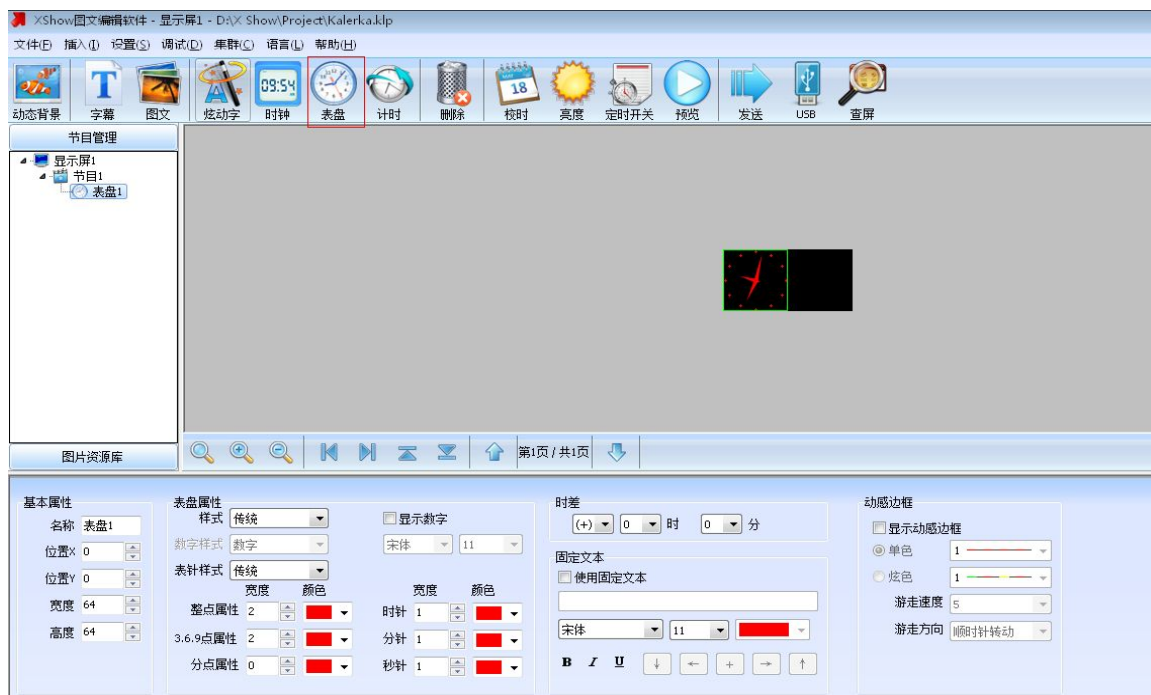 XShow图文编辑软件 - 显示屏1 - D:\X Show\Project\Kalerka.klp
文件(F) 插入(I) 设置(S) 调试(D) 集群(C) 语言(L) 帮助(H)
09:54
18
动态背景 字幕 图文 炫动字 时钟 表盘 计时 删除 校时 亮度 定时开关 预览 发送 USB 查屏
节目管理
显示屏1
节目1
表盘1
图片资源库
第1页/共1页
基本属性
名称 表盘1
位置X 0
位置Y 0
宽度 64
高度 64
表盘属性
样式 传统
显示数字
数字样式 数字
宋体 11
表针样式 传统
宽度 颜色 宽度 颜色
整点属性 2 时针 1
3.6.9点属性 2 分针 1
分点属性 0 秒针 1
时差
(+) 0 时 0 分
固定文本
使用固定文本
宋体 11
B I U ↓ ← + → ↑
动感边框
显示动感边框
单色 1
炫色 1
游走速度 5
游走方向 顺时针转动